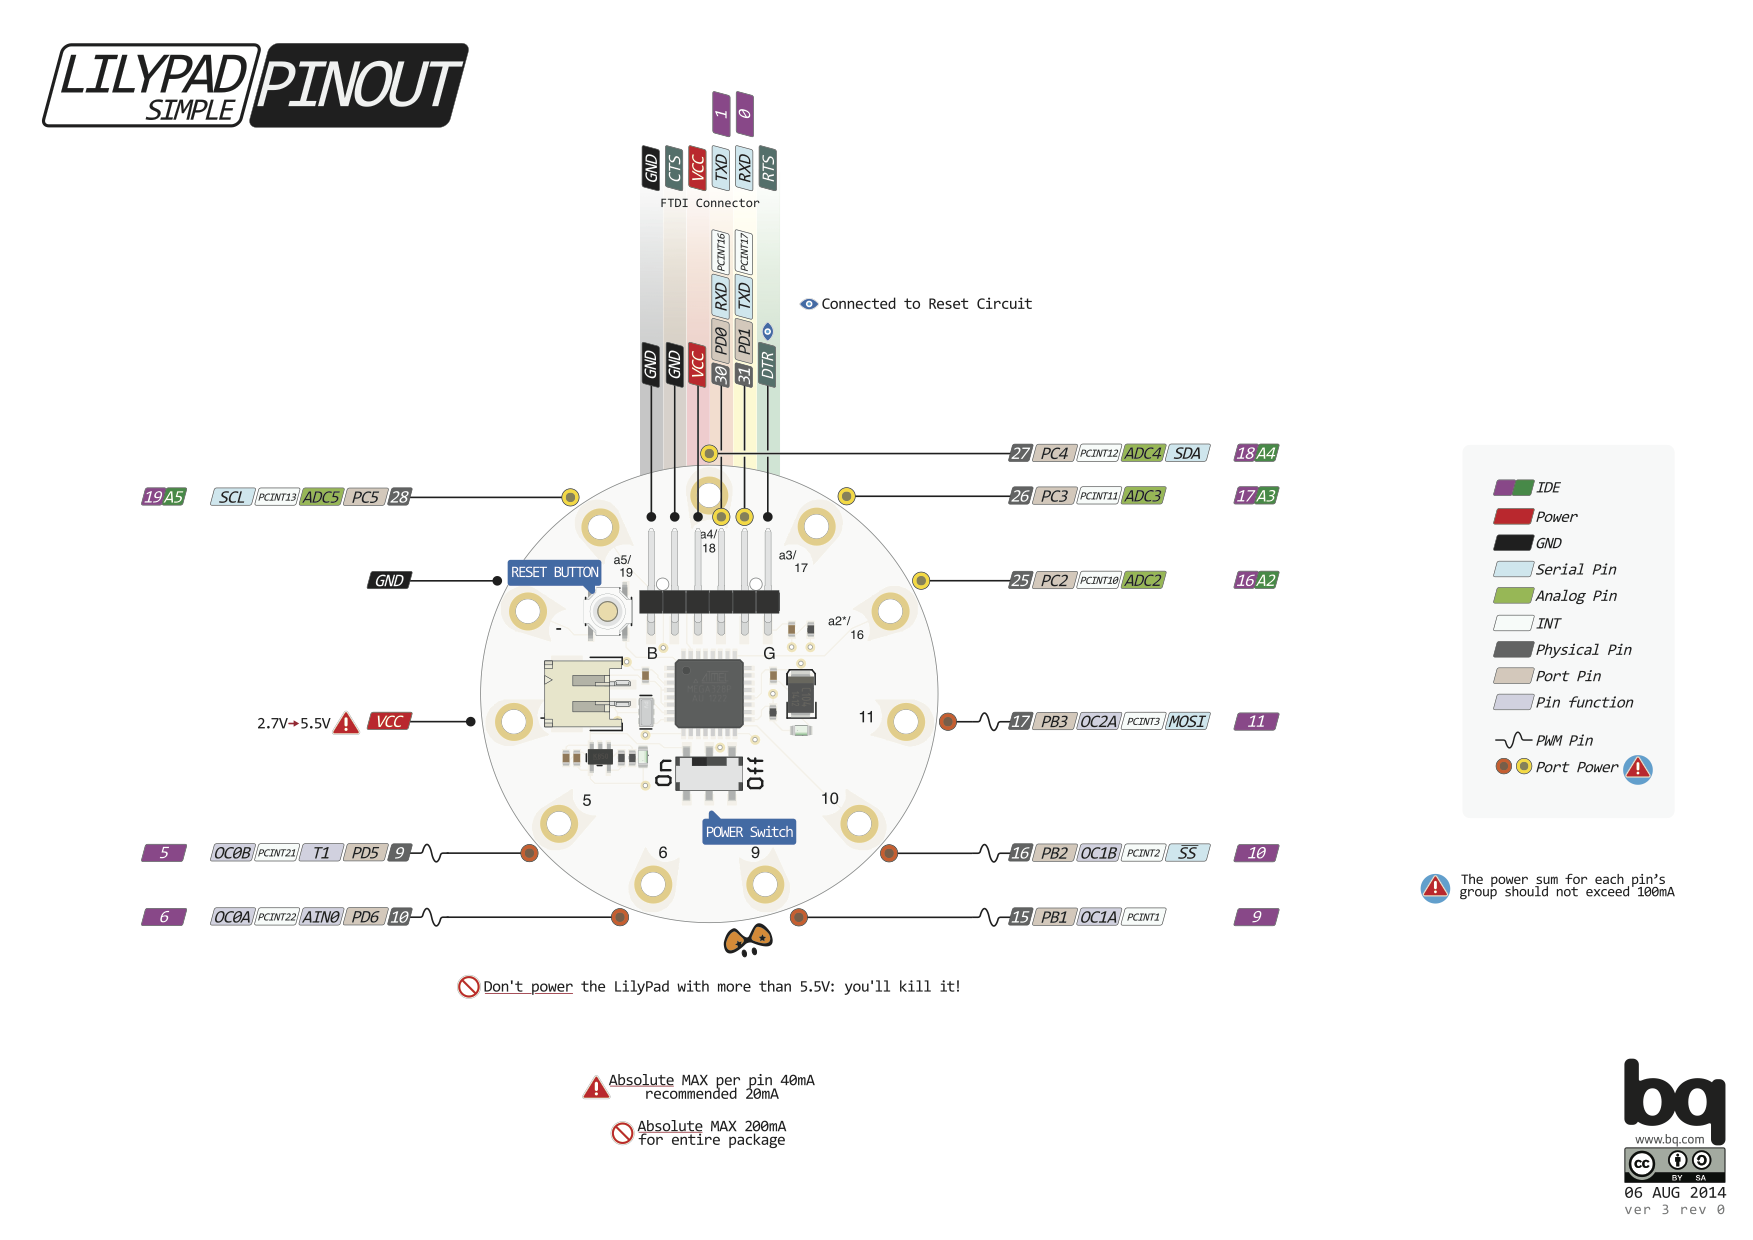 LILYPAD
SIMPLE
PINOUT
1 0
GND CTS VCC TXD RXD RTS
FTDI Connector
PCINT16 PCINT17
RXD TXD
PD0 PD1
GND GND VCC 30 31 DTR
Connected to Reset Circuit
27 PC4 PCINT12 ADC4 SDA 18 A4
26 PC3 PCINT11 ADC3 17 A3
25 PC2 PCINT10 ADC2 16 A2
17 PB3 OC2A PCINT3 MOSI 11
16 PB2 OC1B PCINT2 SS 10
15 PB1 OC1A PCINT1 9
19 A5 SCL PCINT13 ADC5 PC5 28
GND
2.7V→5.5V VCC
5 OC0B PCINT21 T1 PD5 9
6 OC0A PCINT22 AIN0 PD6 10
RESET BUTTON
a5/
19
a4/
18
a3/
17
a2*/
16
-
B G
11
10
9
6
5
On Off
POWER Switch
IDE
Power
GND
Serial Pin
Analog Pin
INT
Physical Pin
Port Pin
Pin function
PWM Pin
Port Power
The power sum for each pin's
group should not exceed 100mA
Don't power the LilyPad with more than 5.5V: you'll kill it!
Absolute MAX per pin 40mA
recommended 20mA
Absolute MAX 200mA
for entire package
bq
www.bq.com
cc
BY SA
06 AUG 2014
ver 3 rev 0